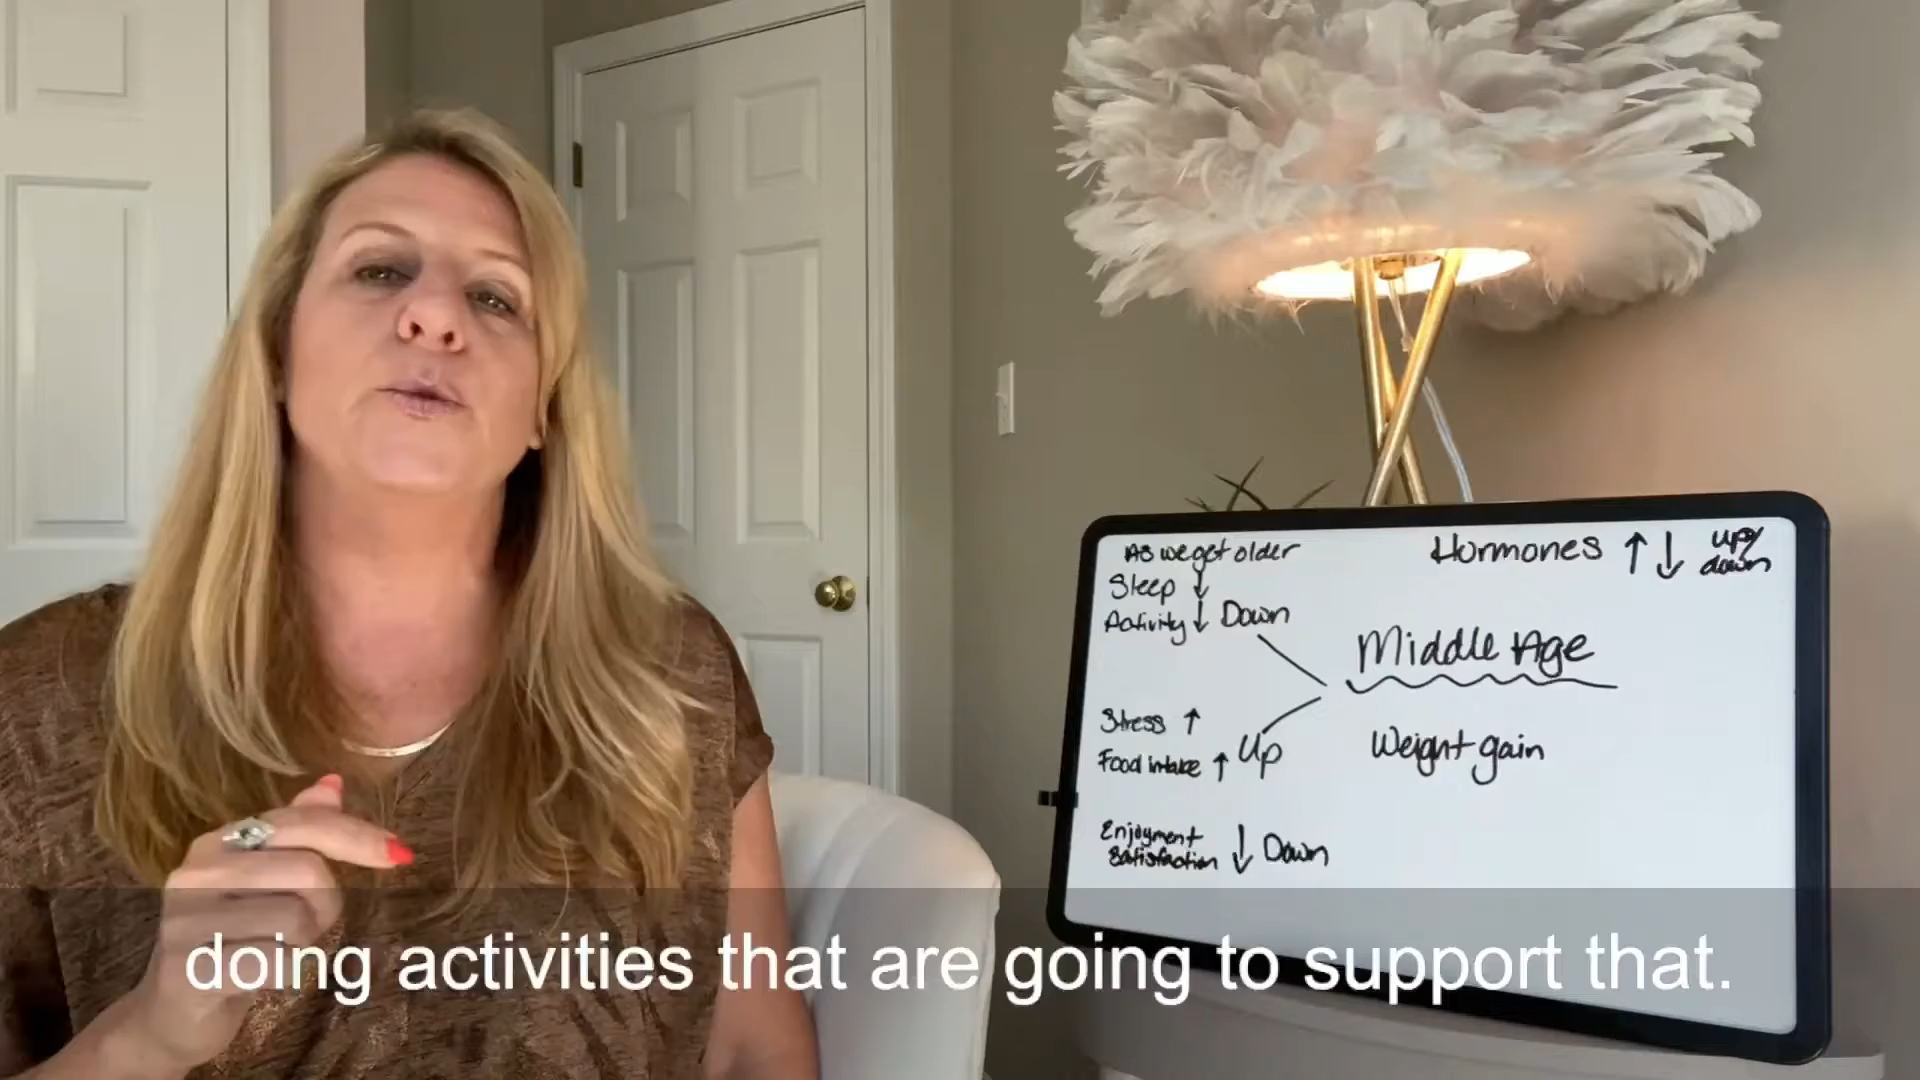 As we get older
Sleep ↓
Activity ↓ Down
Stress ↑
Food intake ↑ Up
Enjoyment
Satisfaction ↓ Down
Hormones ↑ ↓ up/
down
Middle Age
Weight gain
doing activities that are going to support that.